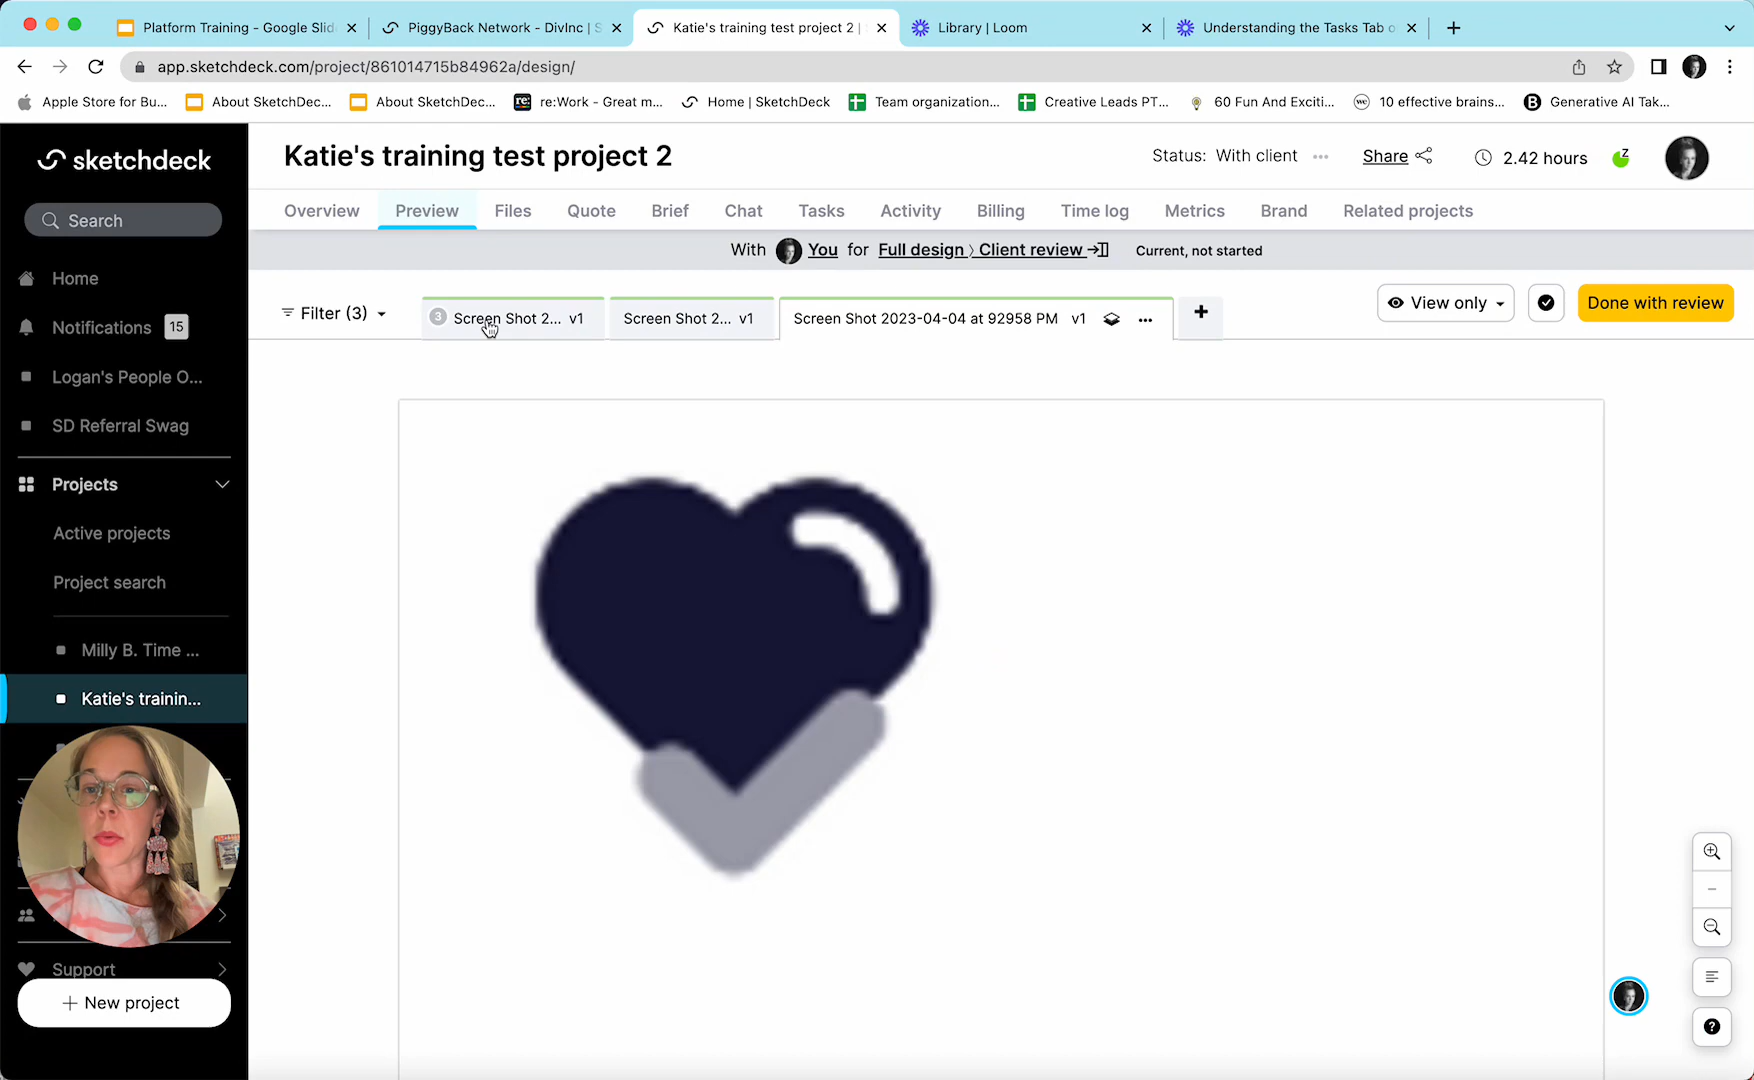 Platform Training - Google Slid
PiggyBack Network - DivInc | S
Katie's training test project 2 |
Library | Loom
Understanding the Tasks Tab o
app.sketchdeck.com/project/861014715b84962a/design/
Apple Store for Bu...
About SketchDec...
About SketchDec...
re: re:Work - Great m...
Home | SketchDeck
Team organization...
Creative Leads PT...
60 Fun And Exciti...
10 effective brains...
B Generative AI Tak...
sketchdeck
Katie's training test project 2
Status: With client
Share
2.42 hours
z
Search
Overview
Preview
Files
Quote
Brief
Chat
Tasks
Activity
Billing
Time log
Metrics
Brand
Related projects
With You for Full design › Client review
Current, not started
Home
Notifications 15
Logan's People O...
SD Referral Swag
Projects
Active projects
Project search
Milly B. Time ...
Katie's trainin...
Support
+ New project
Filter (3)
3 Screen Shot 2... v1
Screen Shot 2... v1
Screen Shot 2023-04-04 at 92958 PM v1
View only
Done with review